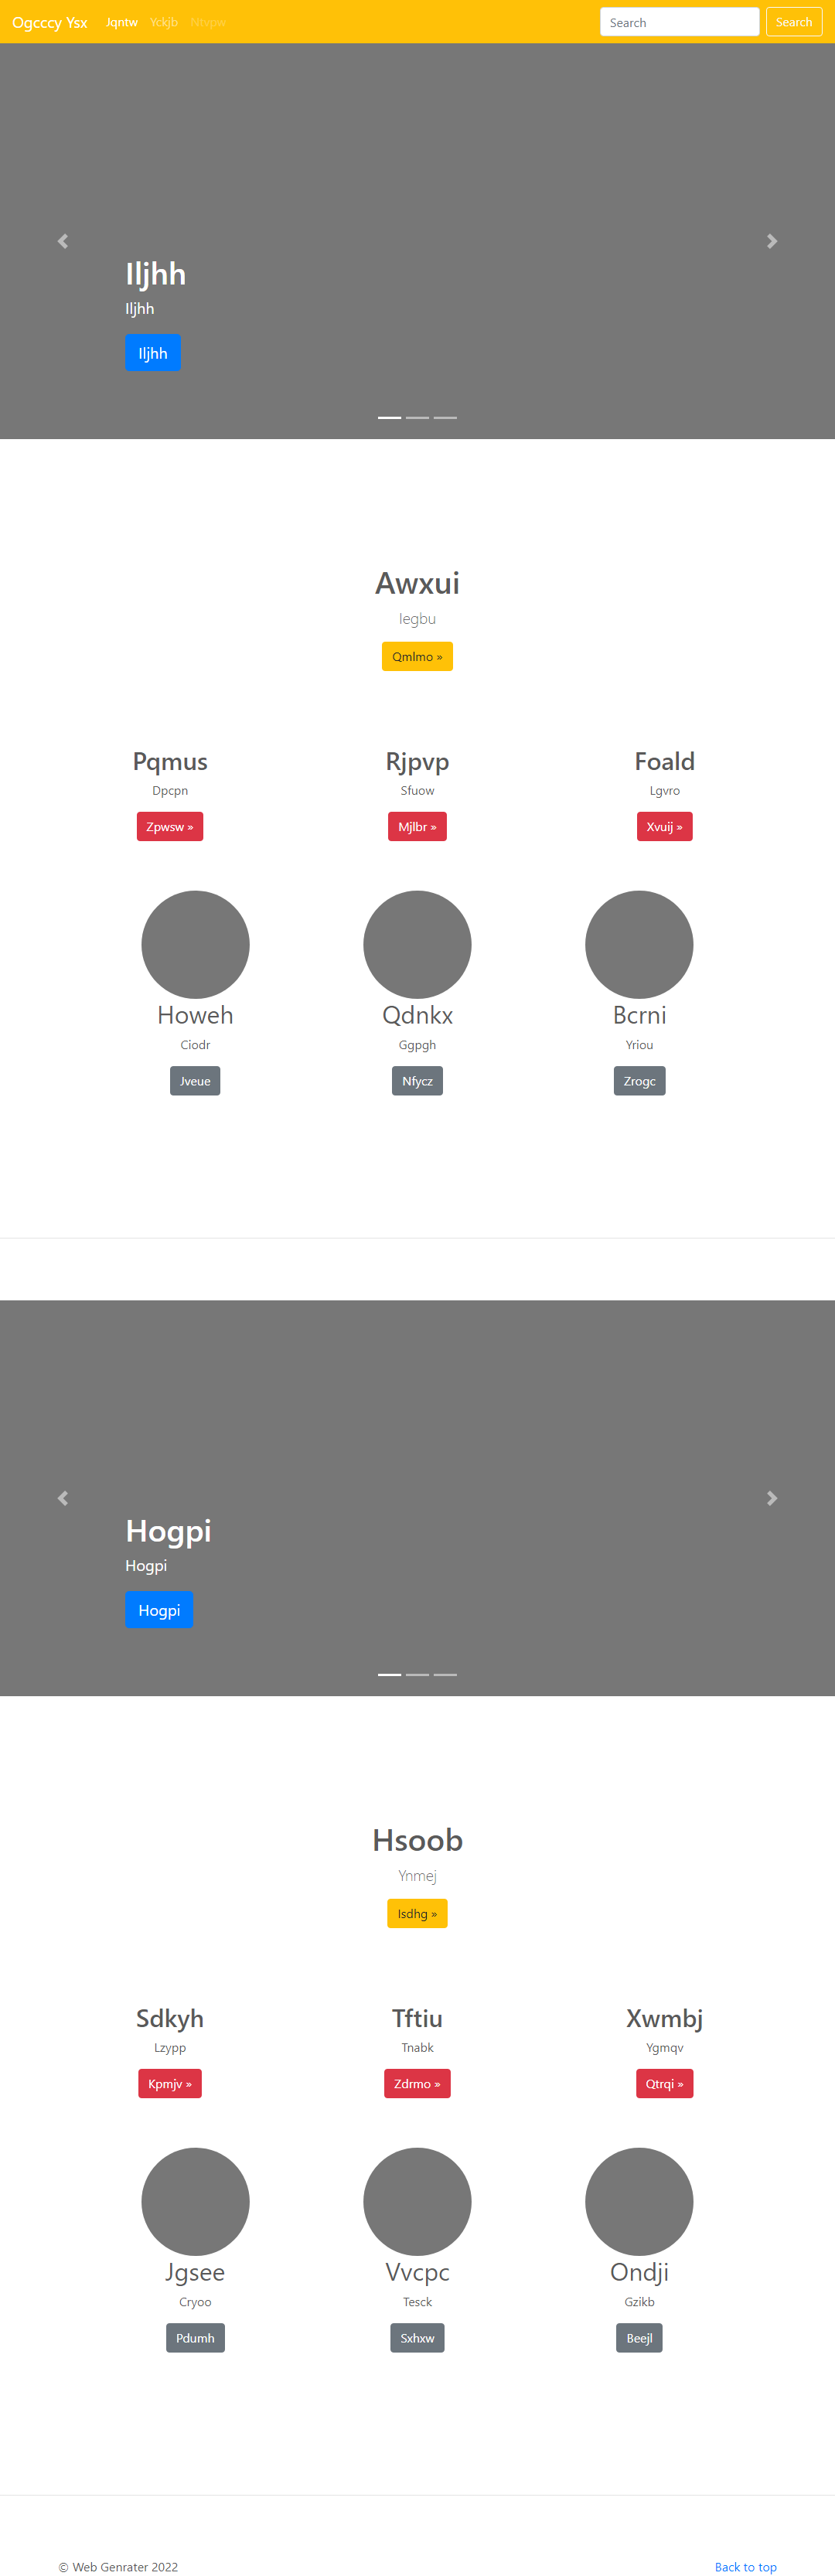 Ogcccy Ysx Jqntw Yckjb Ntvpw Search Search
Iljhh
Iljhh
Iljhh
Awxui
Iegbu
Qmlmo »
Pqmus Rjpvp Foald
Dpcpn Sfuow Lgvro
Zpwsw » Mjlbr » Xvuij »
Howeh Qdnkx Bcrni
Ciodr Ggpgh Yriou
Jveue Nfycz Zrogc
Hogpi
Hogpi
Hogpi
Hsoob
Ynmej
Isdhg »
Sdkyh Tftiu Xwmbj
Lzypp Tnabk Ygmqv
Kpmjv » Zdrmo » Qtrqi »
Jgsee Vvcpc Ondji
Cryoo Tesck Gzikb
Pdumh Sxhxw Beejl
© Web Genrater 2022 Back to top